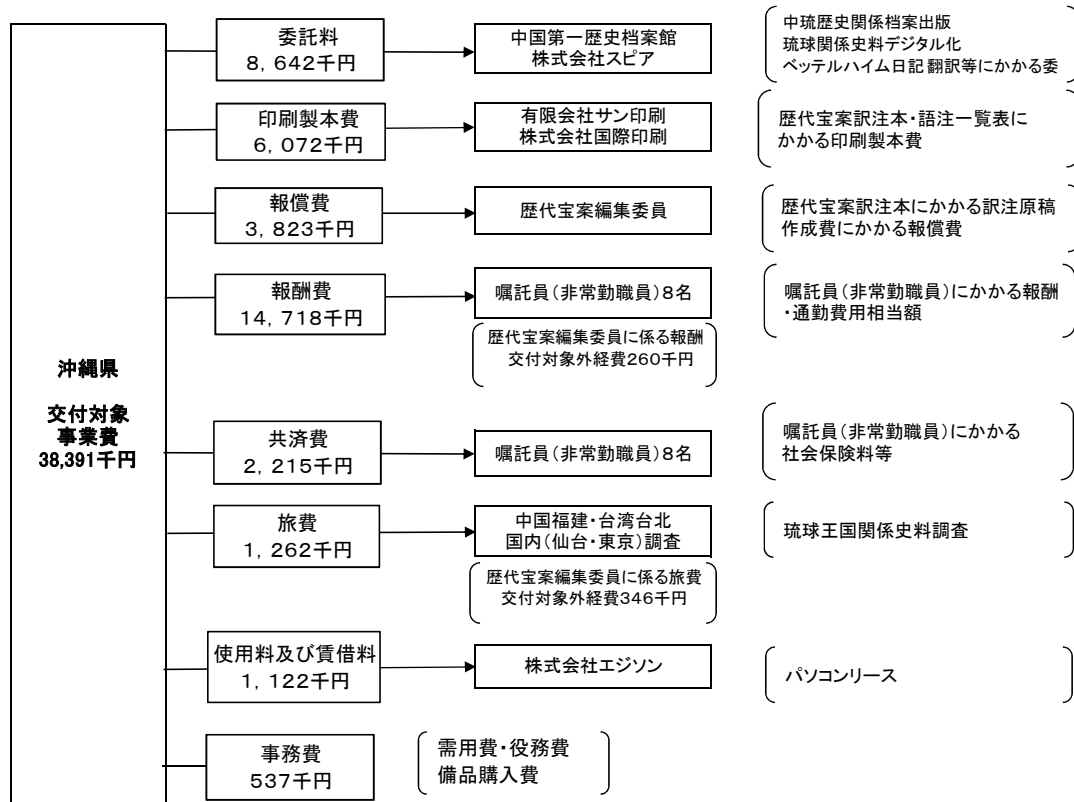 沖縄県
交付対象
事業費
38,391千円
委託料
8,642千円
中国第一歴史档案館
株式会社スピア
中琉歴史関係档案出版
琉球関係史料デジタル化
ベッテルハイム日記 翻訳等にかかる委
印刷製本費
6,072千円
有限会社サン印刷
株式会社国際印刷
歴代宝案訳注本・語注一覧表に
かかる印刷製本費
報償費
3,823千円
歴代宝案編集委員
歴代宝案訳注本にかかる訳注原稿
作成費にかかる報償費
報酬費
14,718千円
嘱託員(非常勤職員)8名
歴代宝案編集委員に係る報酬
交付対象外経費260千円
嘱託員(非常勤職員)にかかる報酬
・通勤費用相当額
共済費
2,215千円
嘱託員(非常勤職員)8名
嘱託員(非常勤職員)にかかる
社会保険料等
旅費
1,262千円
中国福建・台湾台北
国内(仙台・東京)調査
歴代宝案編集委員に係る旅費
交付対象外経費346千円
琉球王国関係史料調査
使用料及び賃借料
1,122千円
株式会社エジソン
パソコンリース
事務費
537千円
需用費・役務費
備品購入費